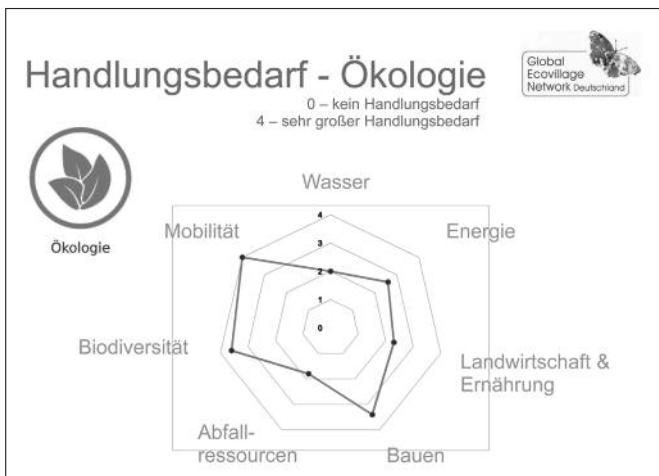 Handlungsbedarf - Ökologie
0 – kein Handlungsbedarf
4 – sehr großer Handlungsbedarf
Global
Ecovillage
Network Deutschland
Ökologie
Wasser
Mobilität
Energie
4
3
2
1
0
Biodiversität
Landwirtschaft &
Ernährung
Abfall-
ressourcen
Bauen